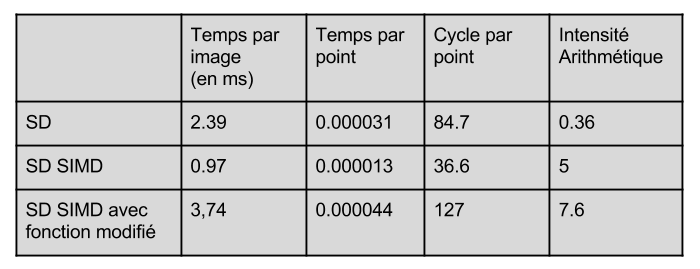 Temps par
image
(en ms)
Temps par
point
Cycle par
point
Intensité
Arithmétique
SD
2.39
0.000031
84.7
0.36
SD SIMD
0.97
0.000013
36.6
5
SD SIMD avec
fonction modifié
3,74
0.000044
127
7.6